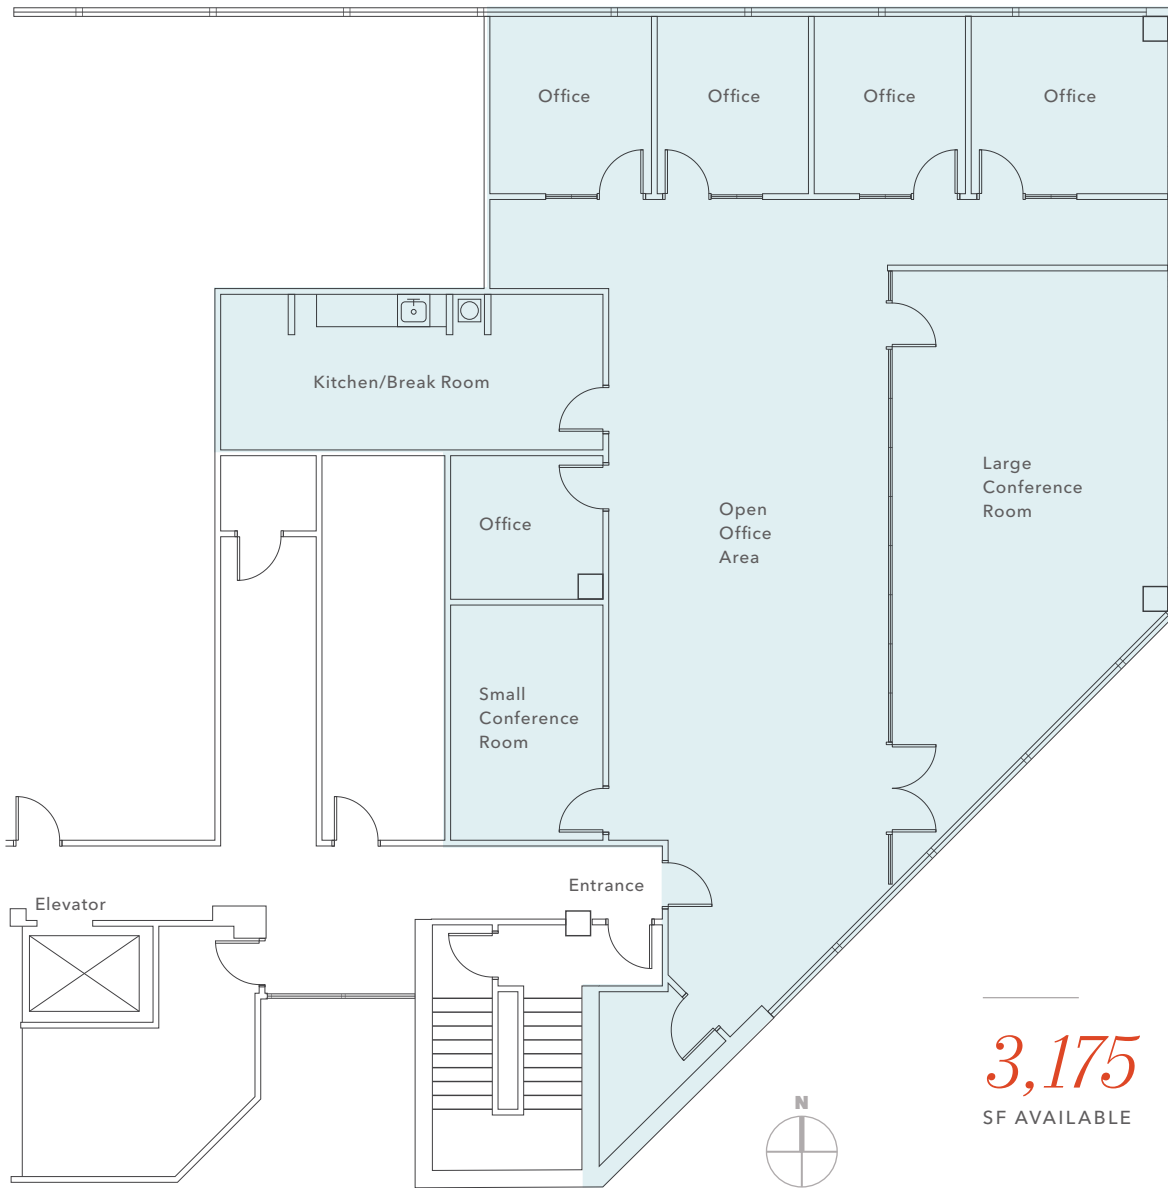 Office
Office
Office
Office
Kitchen/Break Room
Large
Conference
Room
Open
Office
Area
Office
Small
Conference
Room
Entrance
Elevator
3,175
SF AVAILABLE
N